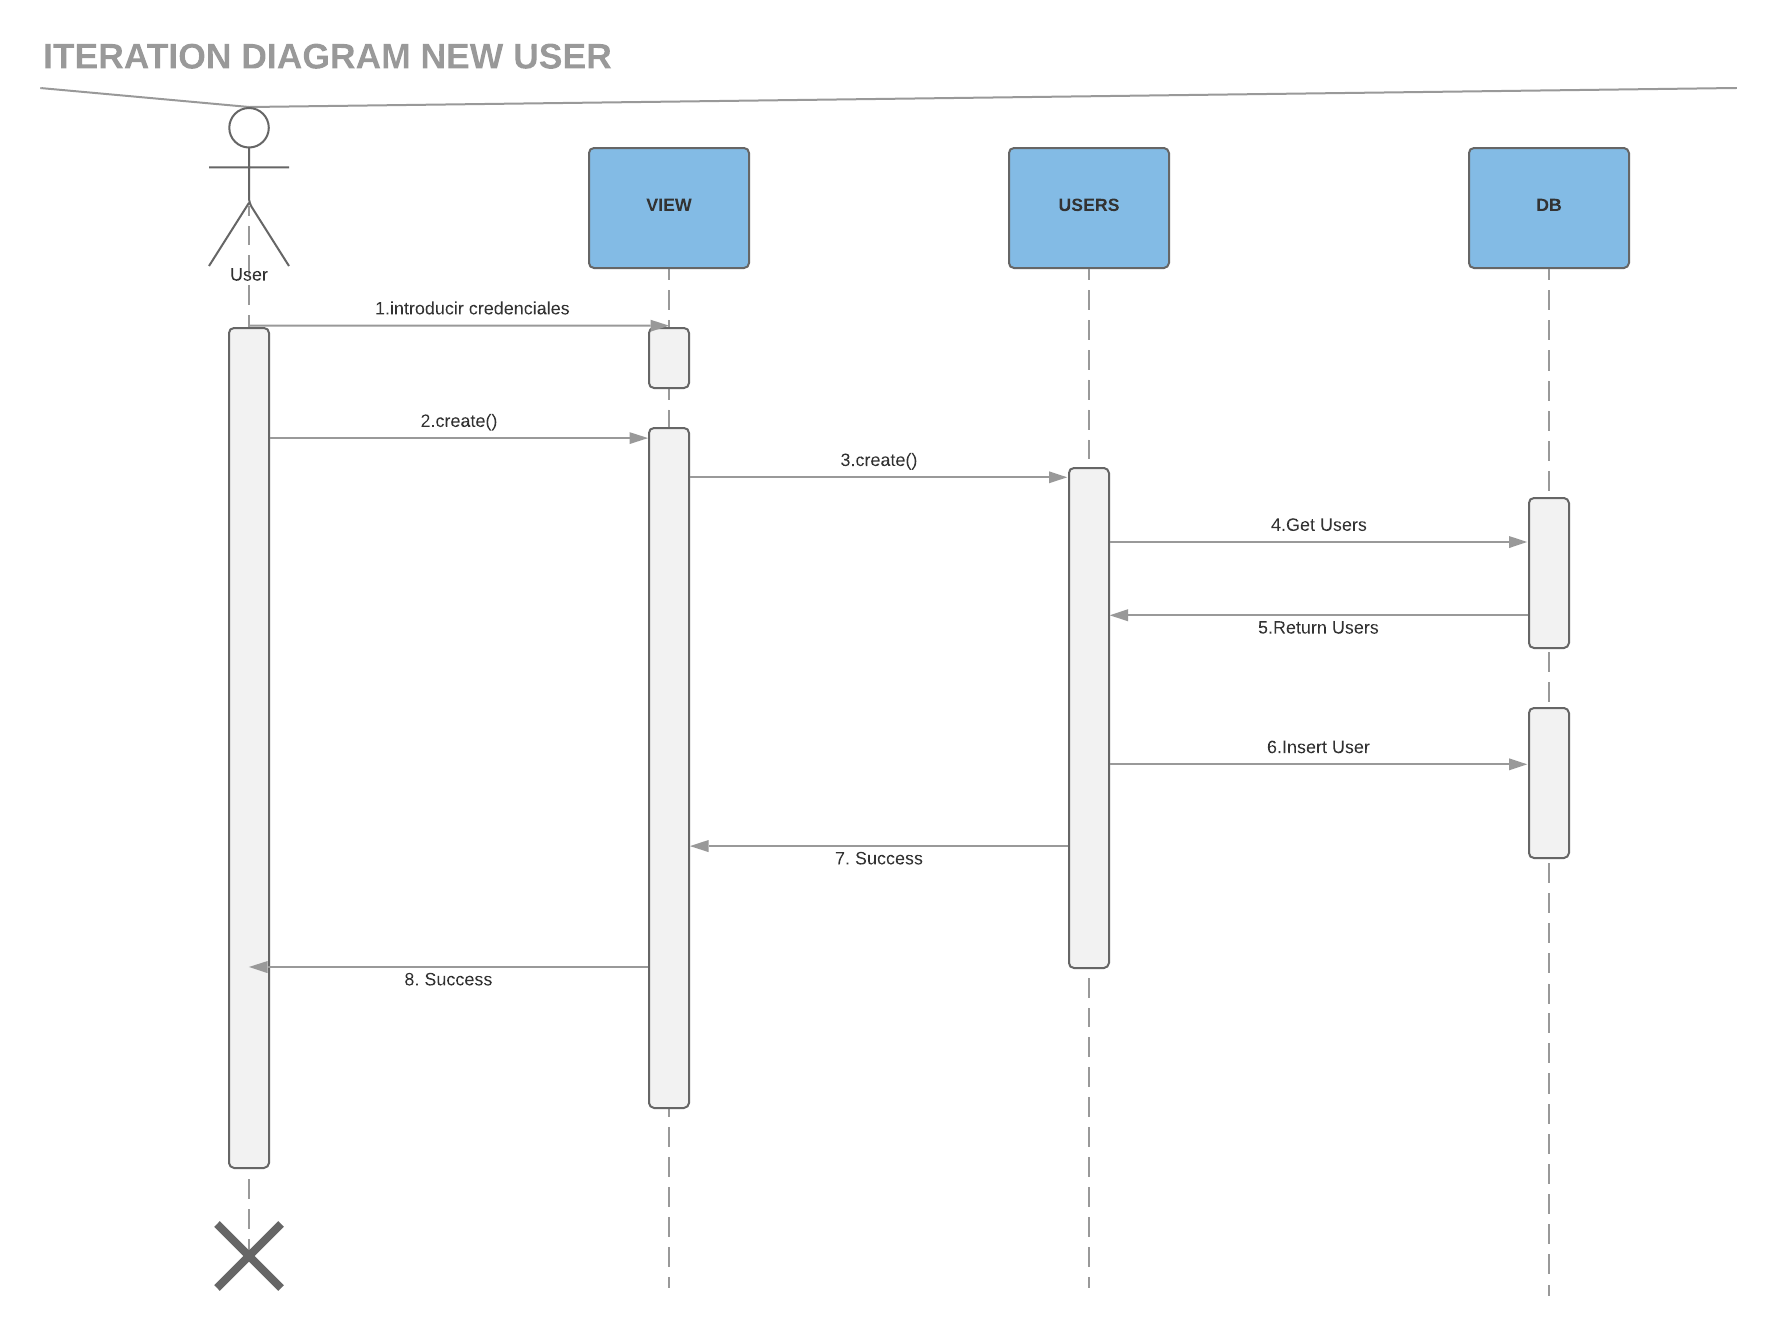 ITERATION DIAGRAM NEW USER
VIEW
USERS
DB
User
1.introducir credenciales
2.create()
3.create()
4.Get Users
5.Return Users
6.Insert User
7. Success
8. Success